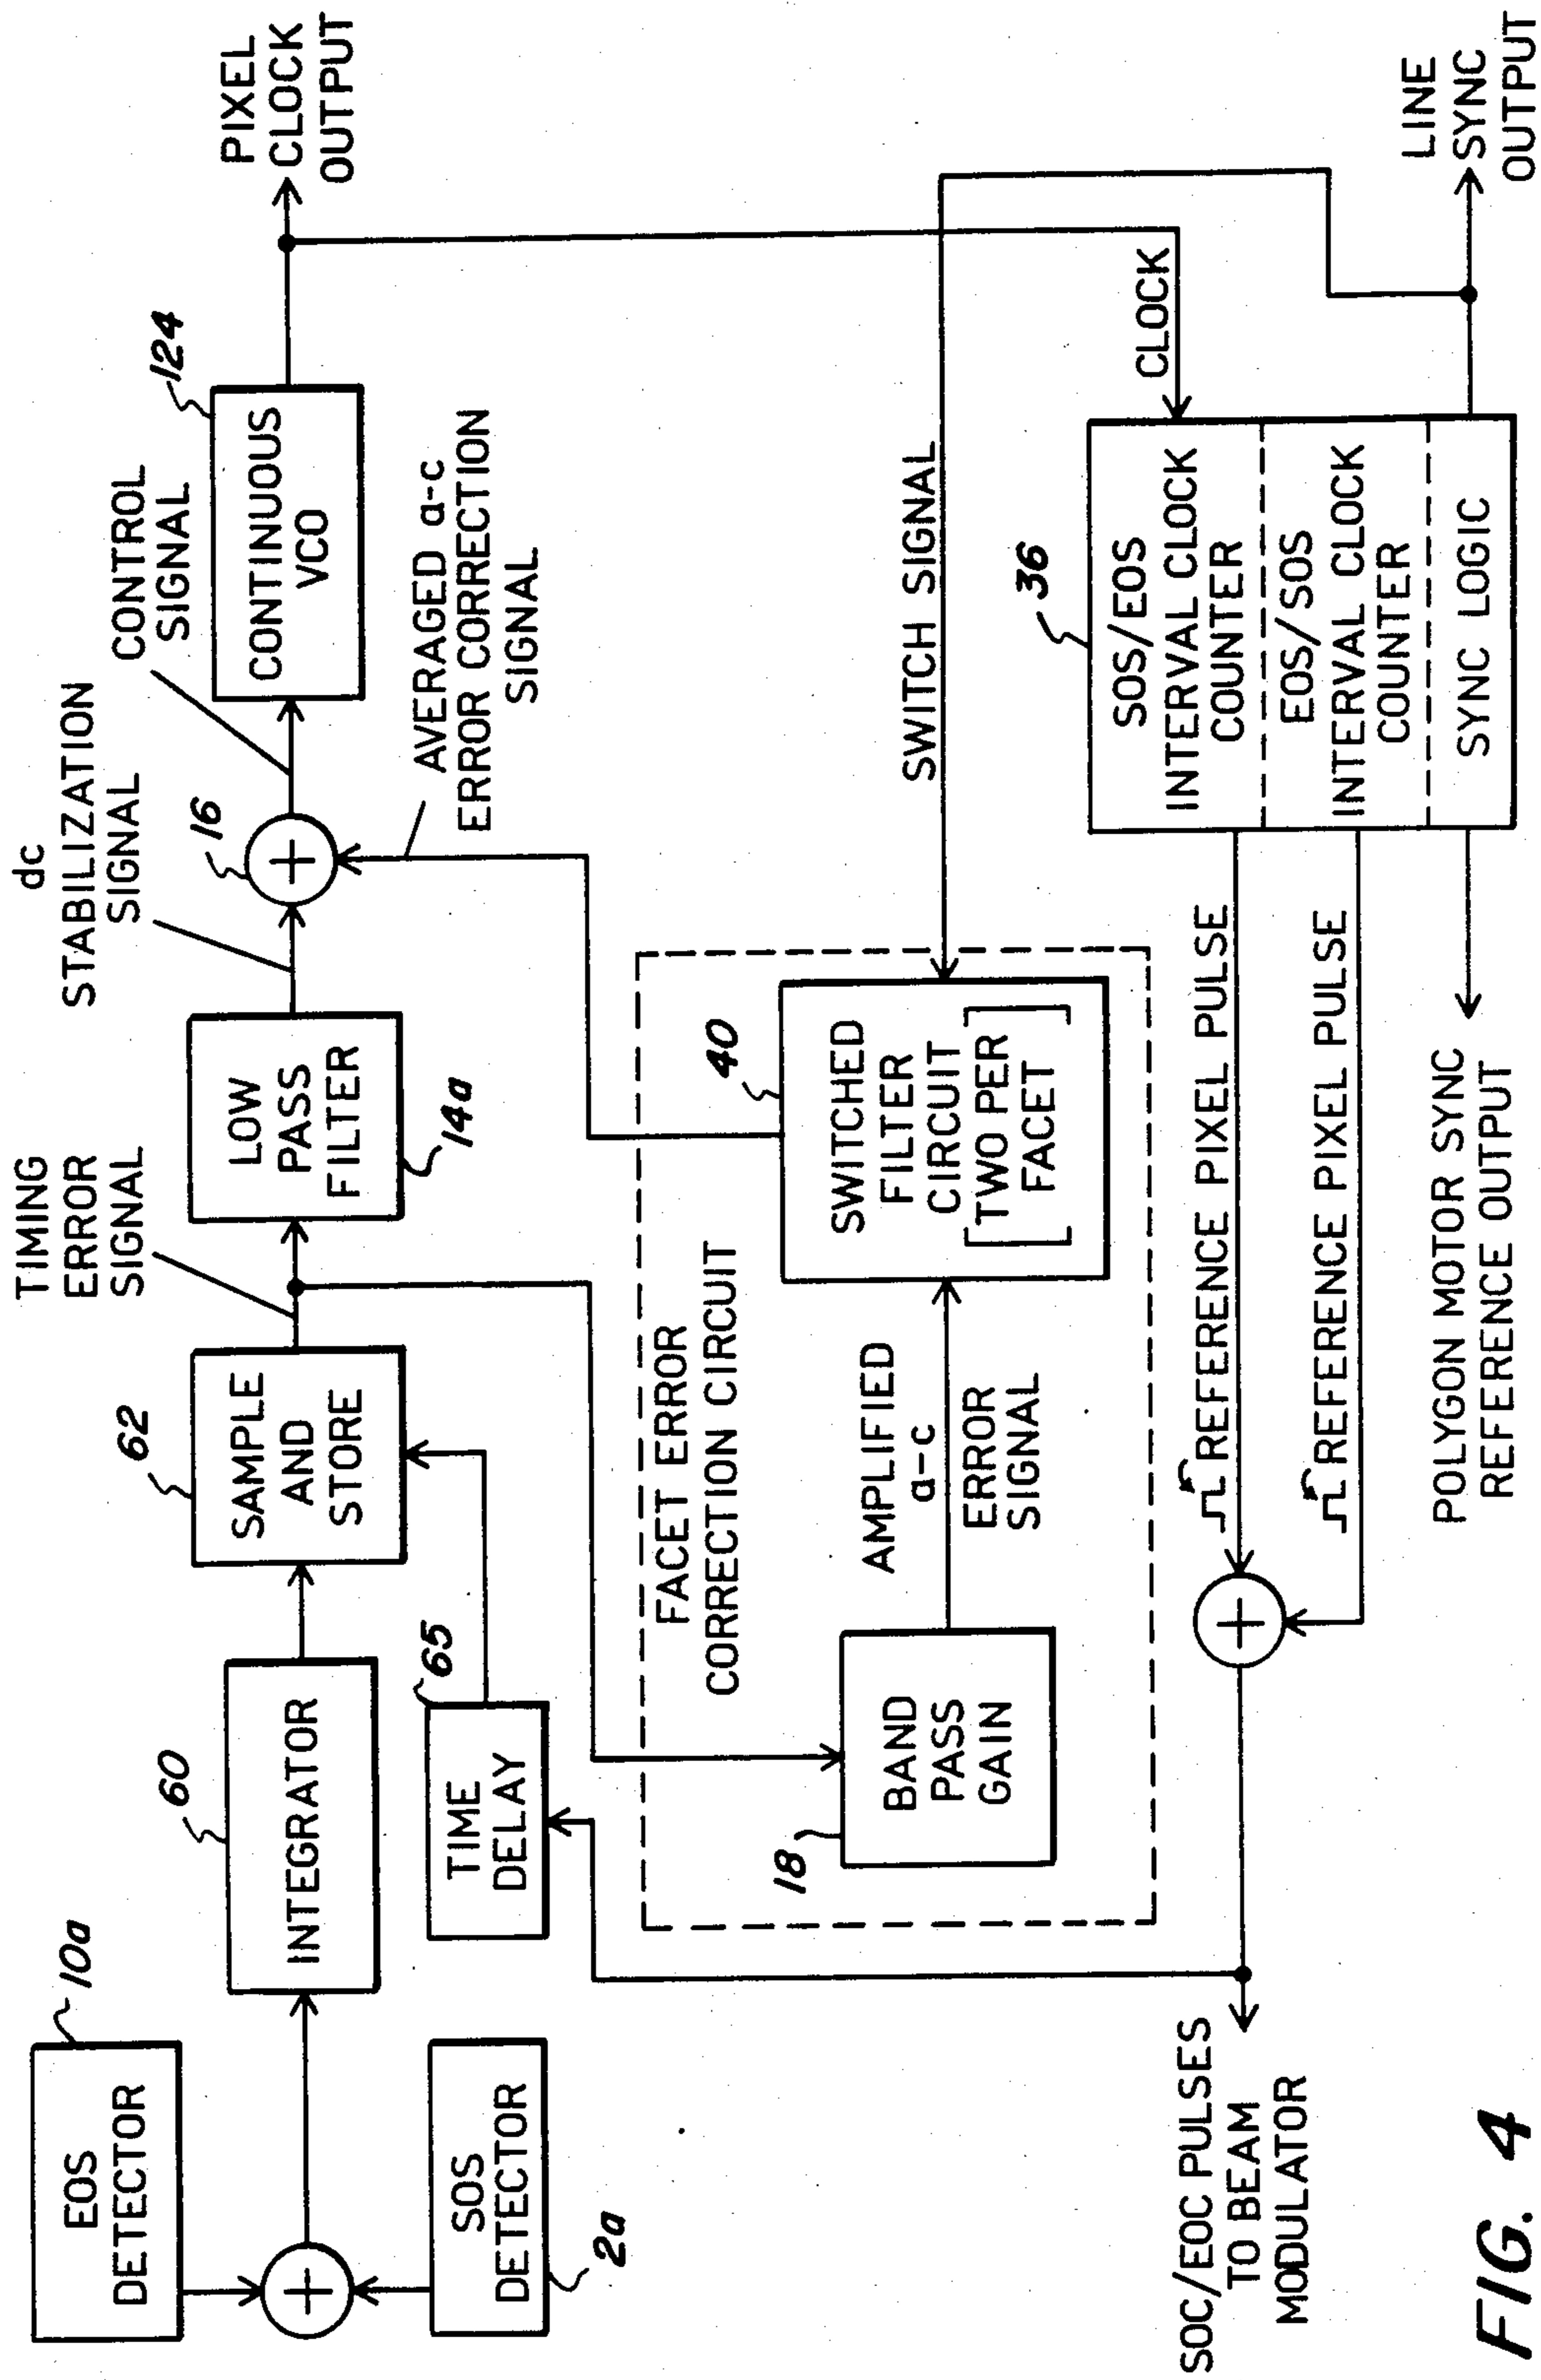 EOS
DETECTOR
10a
SOS
DETECTOR
2a
INTEGRATOR
60
SAMPLE
AND
STORE
62
TIME
DELAY
65
TIMING
ERROR
SIGNAL
LOW
PASS
FILTER
14a
dc
STABILIZATION
SIGNAL
16
+
+
CONTROL
SIGNAL
CONTINUOUS
VCO
124
PIXEL
CLOCK
OUTPUT
AVERAGED a-c
ERROR CORRECTION
SIGNAL
FACET ERROR
CORRECTION CIRCUIT
BAND
PASS
GAIN
18
AMPLIFIED
a-c
ERROR
SIGNAL
SWITCHED
FILTER
CIRCUIT
[TWO PER
FACET]
40
SWITCH SIGNAL
CLOCK
36
SOS/EOS
INTERVAL CLOCK
COUNTER
EOS/SOS
INTERVAL CLOCK
COUNTER
SYNC LOGIC
LINE
SYNC
OUTPUT
REFERENCE PIXEL PULSE
REFERENCE PIXEL PULSE
+
POLYGON MOTOR SYNC
REFERENCE OUTPUT
SOC/EOC PULSES
TO BEAM
MODULATOR
FIG. 4